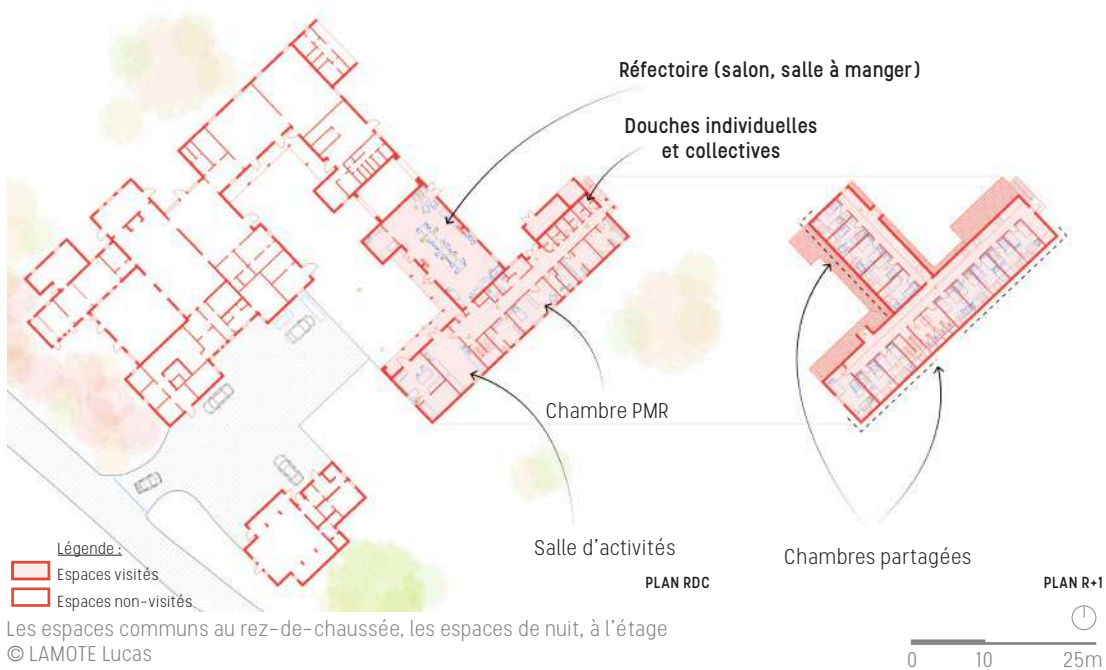 Réfectoire (salon, salle à manger)
Douches individuelles
et collectives
Chambre PMR
Salle d'activités
Chambres partagées
PLAN RDC
PLAN R+1
Légende :
Espaces visités
Espaces non-visités
Les espaces communs au rez-de-chaussée, les espaces de nuit, à l'étage
© LAMOTE Lucas
0 10 25m